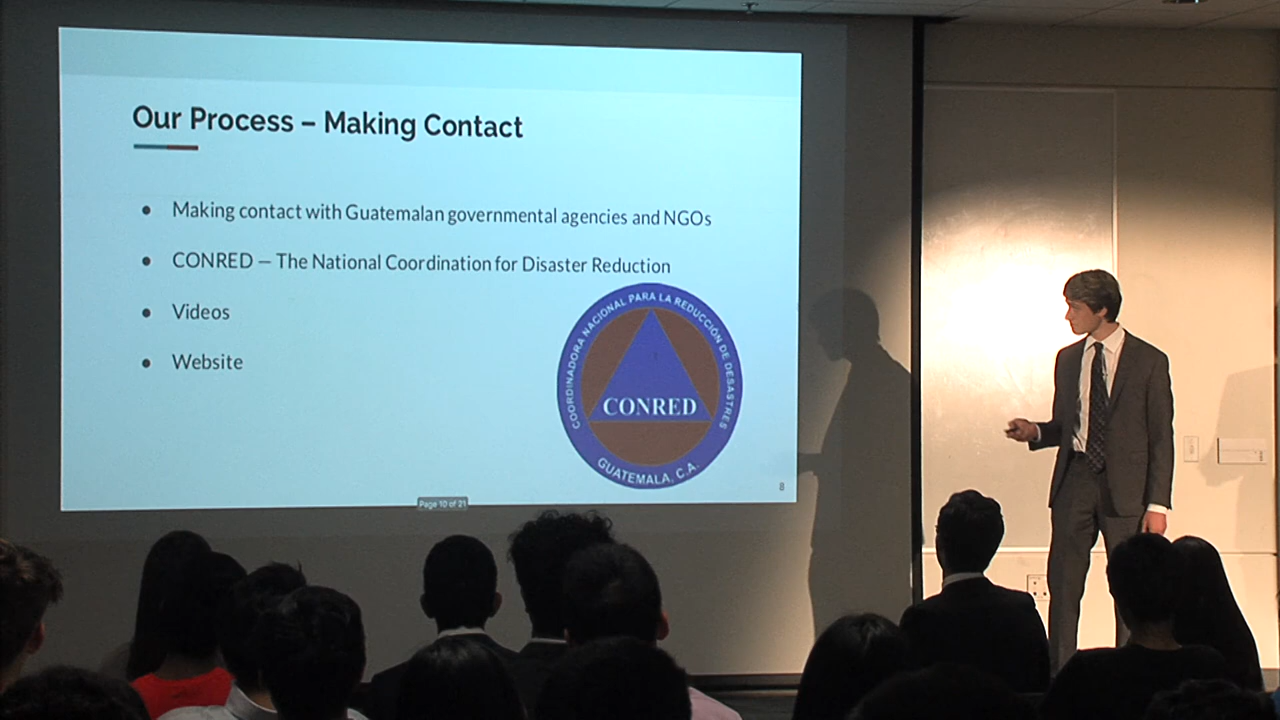 Our Process – Making Contact
● Making contact with Guatemalan governmental agencies and NGOs
● CONRED – The National Coordination for Disaster Reduction
● Videos
● Website
COORDINADORA NACIONAL PARA LA REDUCCIÓN DE DESASTRES
CONRED
GUATEMALA, C.A.
8
Page 10 of 21